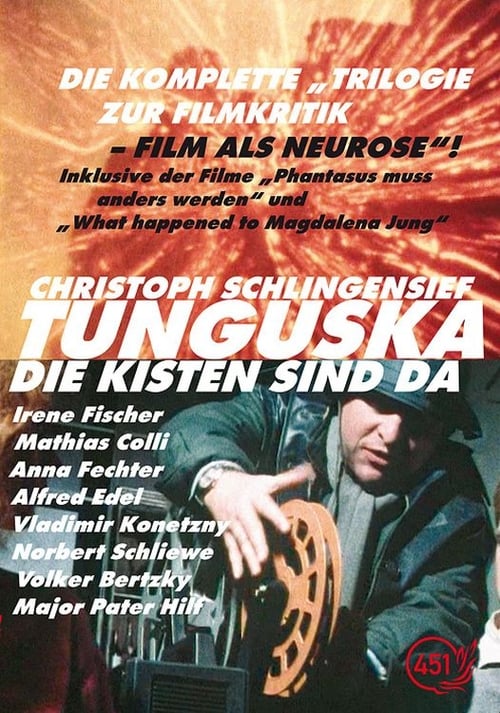 DIE KOMPLETTE „TRILOGIE
ZUR FILMKRITIK
– FILM ALS NEUROSE“!
Inklusive der Filme „Phantasus muss
anders werden“ und
„What happened to Magdalena Jung“
CHRISTOPH SCHLINGENSIEF
TUNGUSKA
DIE KISTEN SIND DA
Irene Fischer
Mathias Colli
Anna Fechter
Alfred Edel
Vladimir Konetzny
Norbert Schliewe
Volker Bertzky
Major Pater Hilf
451